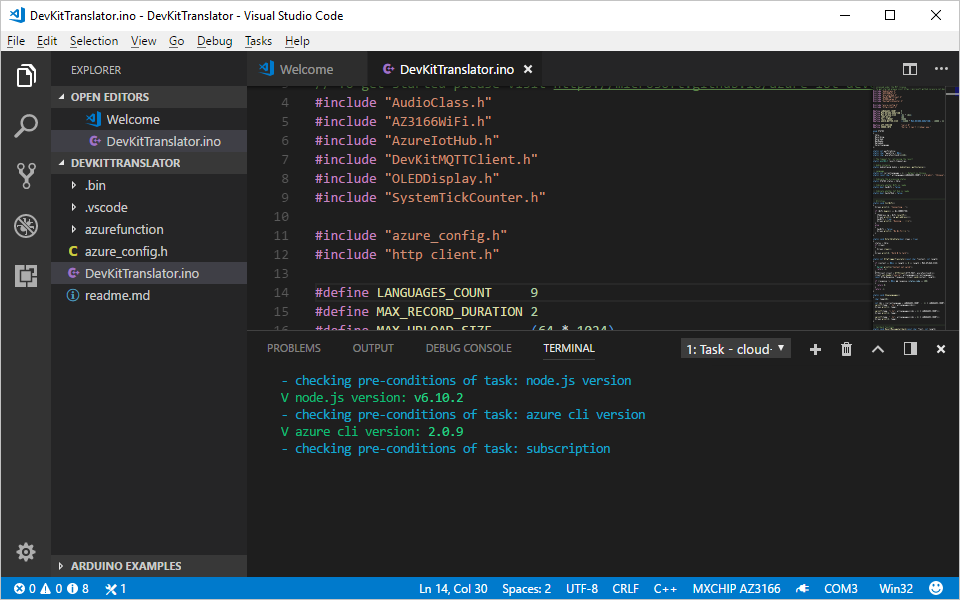 DevKitTranslator.ino - DevKitTranslator - Visual Studio Code
File Edit Selection View Go Debug Tasks Help
EXPLORER
OPEN EDITORS
Welcome
DevKitTranslator.ino
DEVKITTRANSLATOR
.bin
.vscode
azurefunction
azure_config.h
DevKitTranslator.ino
readme.md
ARDUINO EXAMPLES
Welcome DevKitTranslator.ino
4 #include "AudioClass.h"
5 #include "AZ3166WiFi.h"
6 #include "AzureIotHub.h"
7 #include "DevKitMQTTClient.h"
8 #include "OLEDDisplay.h"
9 #include "SystemTickCounter.h"
10
11 #include "azure_config.h"
12 #include "http_client.h"
13
14 #define LANGUAGES_COUNT 9
15 #define MAX_RECORD_DURATION 2
16 #define MAX_UPLOAD_SIZE (64 * 1024)
PROBLEMS OUTPUT DEBUG CONSOLE TERMINAL 1: Task - cloud-
- checking pre-conditions of task: node.js version
V node.js version: v6.10.2
- checking pre-conditions of task: azure cli version
V azure cli version: 2.0.9
- checking pre-conditions of task: subscription
0 0 8 1 Ln 14, Col 30 Spaces: 2 UTF-8 CRLF C++ MXCHIP AZ3166 COM3 Win32